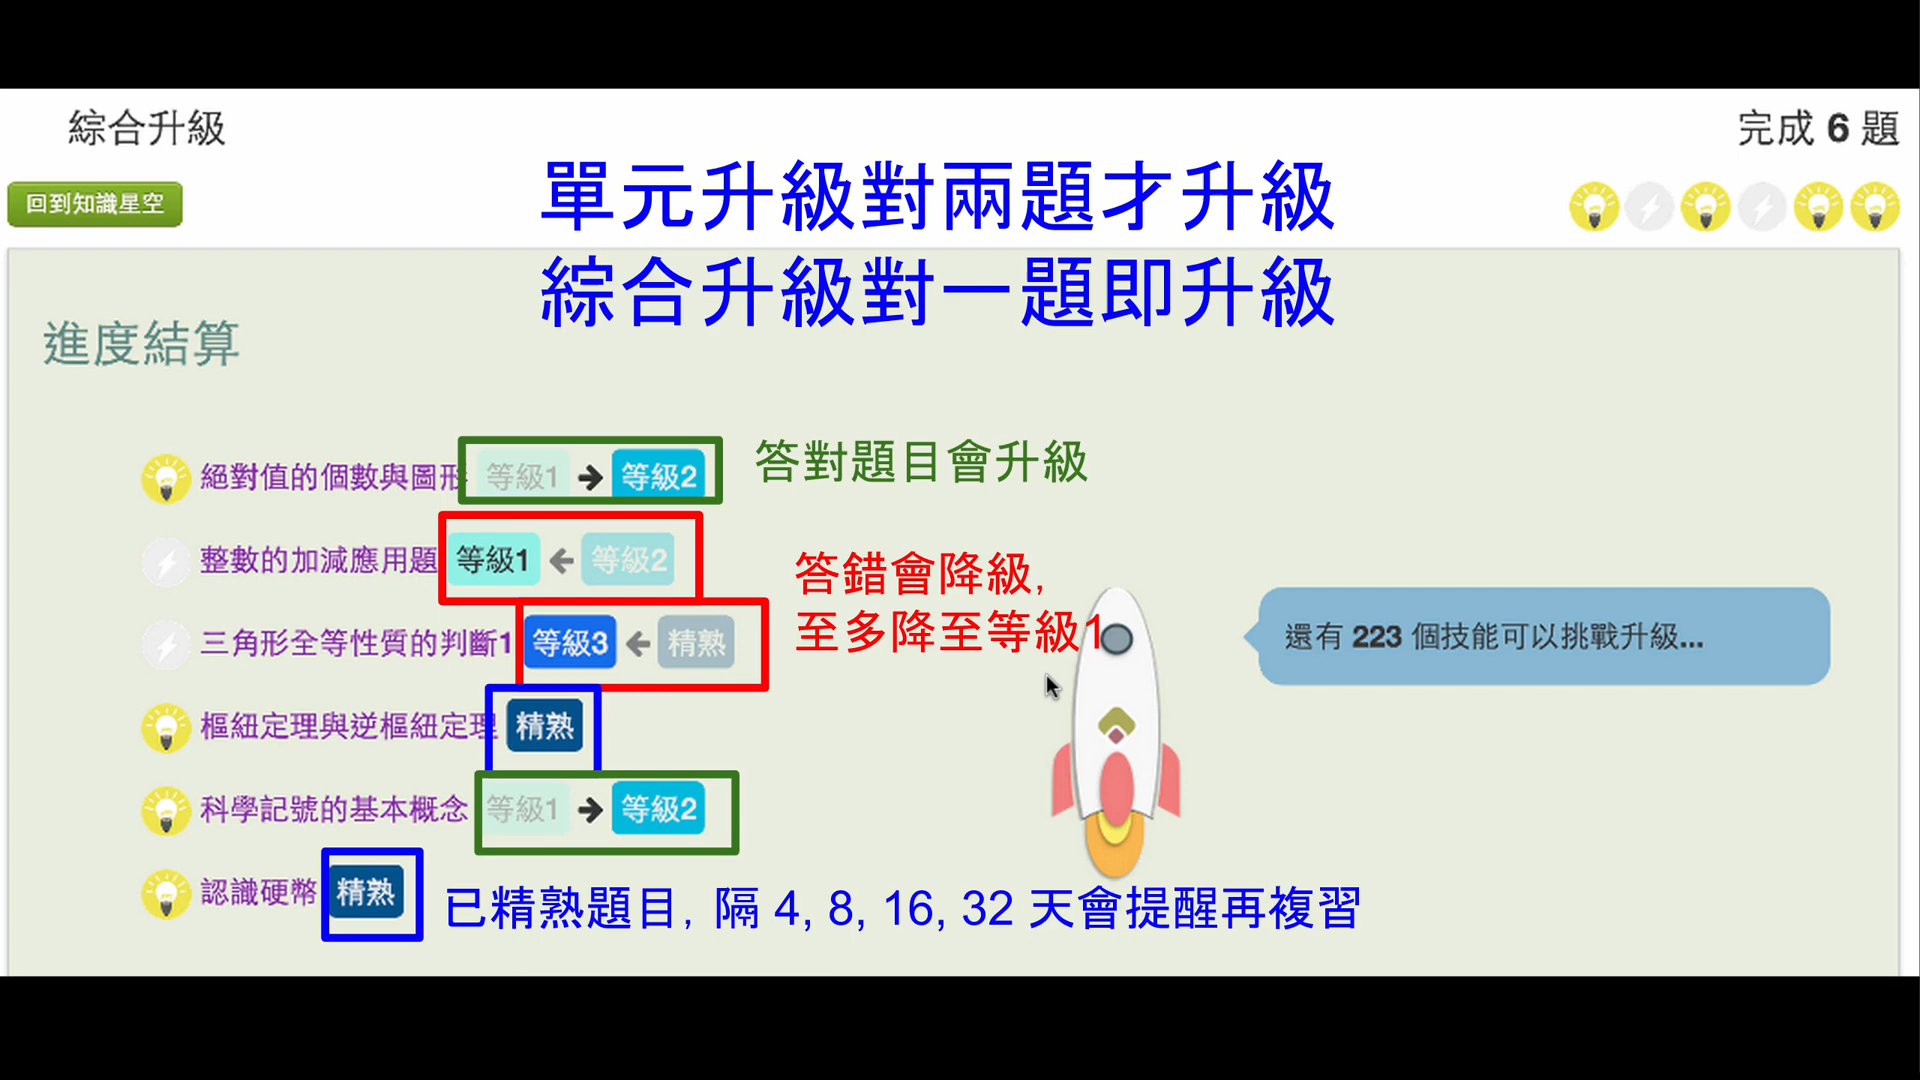 綜合升級
完成 6 題
回到知識星空
單元升級對兩題才升級
綜合升級對一題即升級
進度結算
絕對值的個數與圖形 等級1 → 等級2
答對題目會升級
整數的加減應用題 等級1 ← 等級2
答錯會降級,
至多降至等級1
三角形全等性質的判斷1 等級3 ← 精熟
還有 223 個技能可以挑戰升級...
樞紐定理與逆樞紐定理 精熟
科學記號的基本概念 等級1 → 等級2
認識硬幣 精熟
已精熟題目, 隔 4, 8, 16, 32 天會提醒再複習